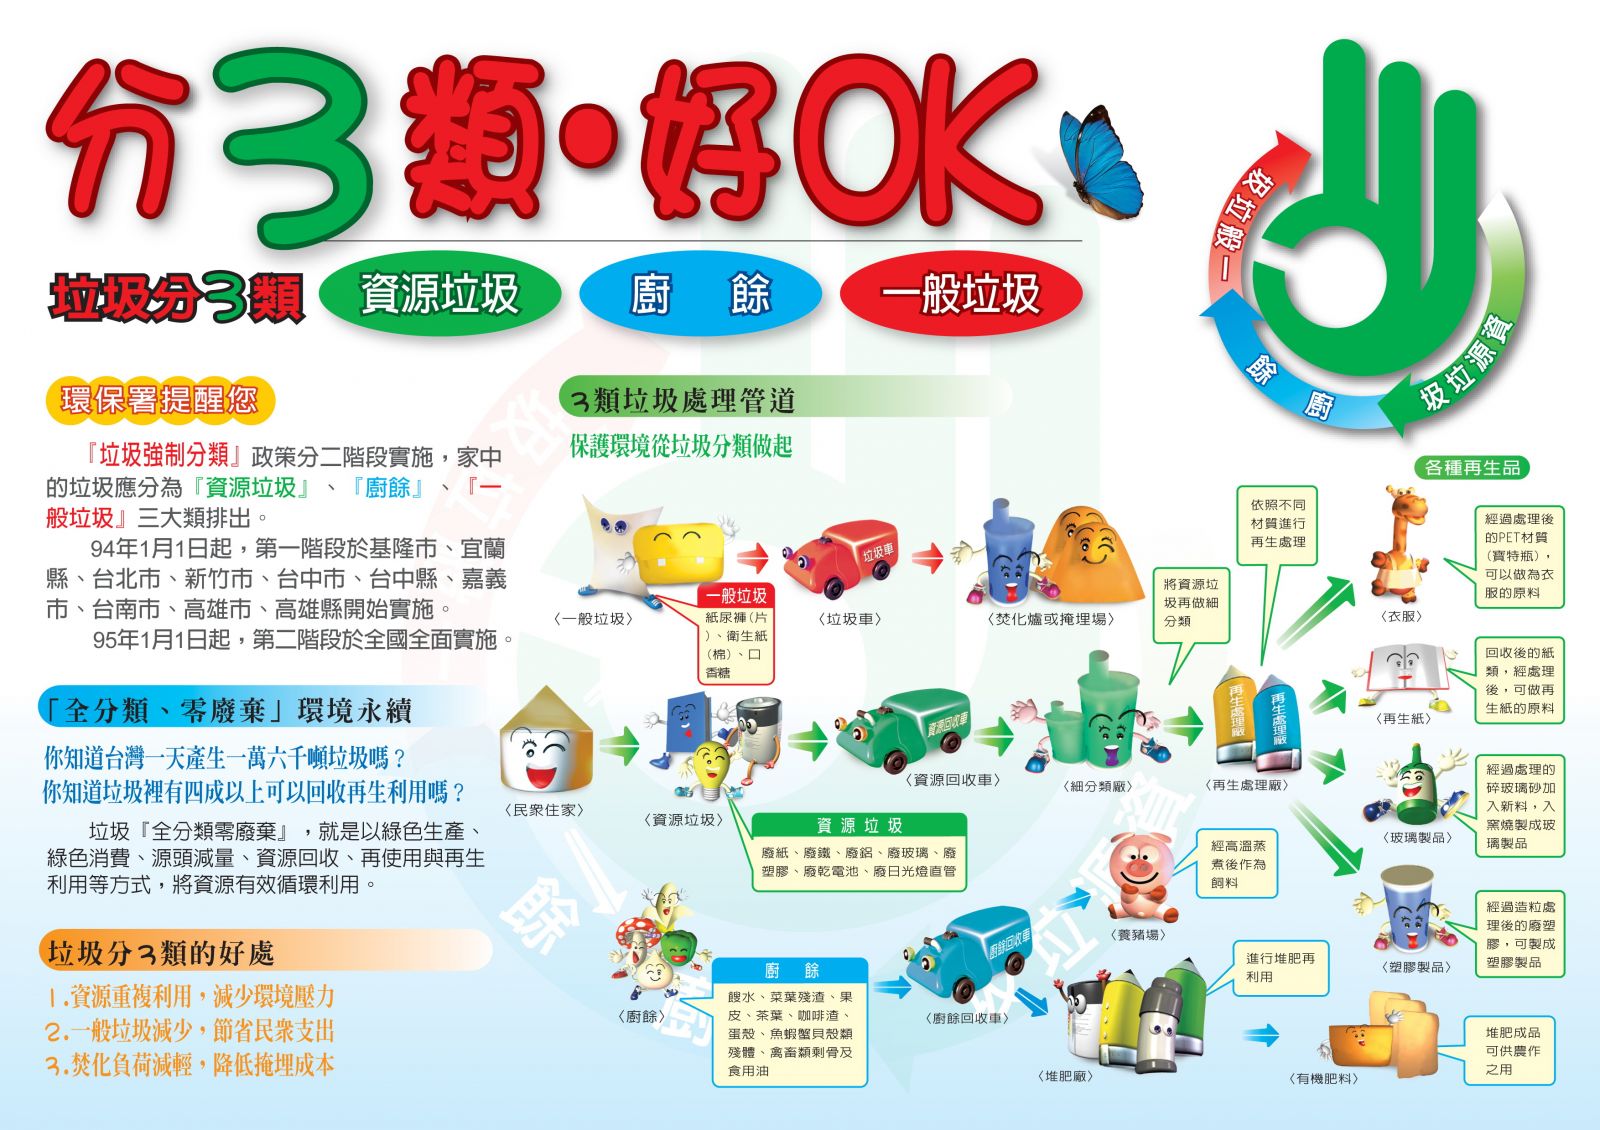 分3類・好OK
垃圾分3類
資源垃圾
廚　餘
一般垃圾
一般垃圾
廚餘
資源垃圾
環保署提醒您
『垃圾強制分類』政策分二階段實施，家中
的垃圾應分為『資源垃圾』、『廚餘』、『一
般垃圾』三大類排出。
94年1月1日起，第一階段於基隆市、宜蘭
縣、台北市、新竹市、台中市、台中縣、嘉義
市、台南市、高雄市、高雄縣開始實施。
95年1月1日起，第二階段於全國全面實施。
「全分類、零廢棄」環境永續
你知道台灣一天產生一萬六千噸垃圾嗎？
你知道垃圾裡有四成以上可以回收再生利用嗎？
垃圾『全分類零廢棄』，就是以綠色生產、
綠色消費、源頭減量、資源回收、再使用與再生
利用等方式，將資源有效循環利用。
垃圾分3類的好處
1.資源重複利用，減少環境壓力
2.一般垃圾減少，節省民衆支出
3.焚化負荷減輕，降低掩埋成本
3類垃圾處理管道
保護環境從垃圾分類做起
〈一般垃圾〉
一般垃圾
紙尿褲(片
)、衛生紙
(棉)、口
香糖
垃圾車
〈垃圾車〉
〈焚化爐或掩埋場〉
〈民衆住家〉
〈資源垃圾〉
資源垃圾
廢紙、廢鐵、廢鋁、廢玻璃、廢
塑膠、廢乾電池、廢日光燈直管
資源回收車
〈資源回收車〉
〈細分類廠〉
將資源垃
圾再做細
分類
再生處理廠
再生處理廠
〈再生處理廠〉
依照不同
材質進行
再生處理
各種再生品
〈衣服〉
經過處理後
的PET材質
(寶特瓶)，
可以做為衣
服的原料
〈再生紙〉
回收後的紙
類，經處理
後，可做再
生紙的原料
〈玻璃製品〉
經過處理的
碎玻璃砂加
入新料，入
窯燒製成玻
璃製品
〈塑膠製品〉
經過造粒處
理後的廢塑
膠，可製成
塑膠製品
〈廚餘〉
廚　餘
餿水、菜葉殘渣、果
皮、茶葉、咖啡渣、
蛋殼、魚蝦蟹貝殼類
殘體、禽畜類剩骨及
食用油
廚餘回收車
〈廚餘回收車〉
〈養豬場〉
經高溫蒸
煮後作為
飼料
〈堆肥廠〉
進行堆肥再
利用
〈有機肥料〉
堆肥成品
可供農作
之用